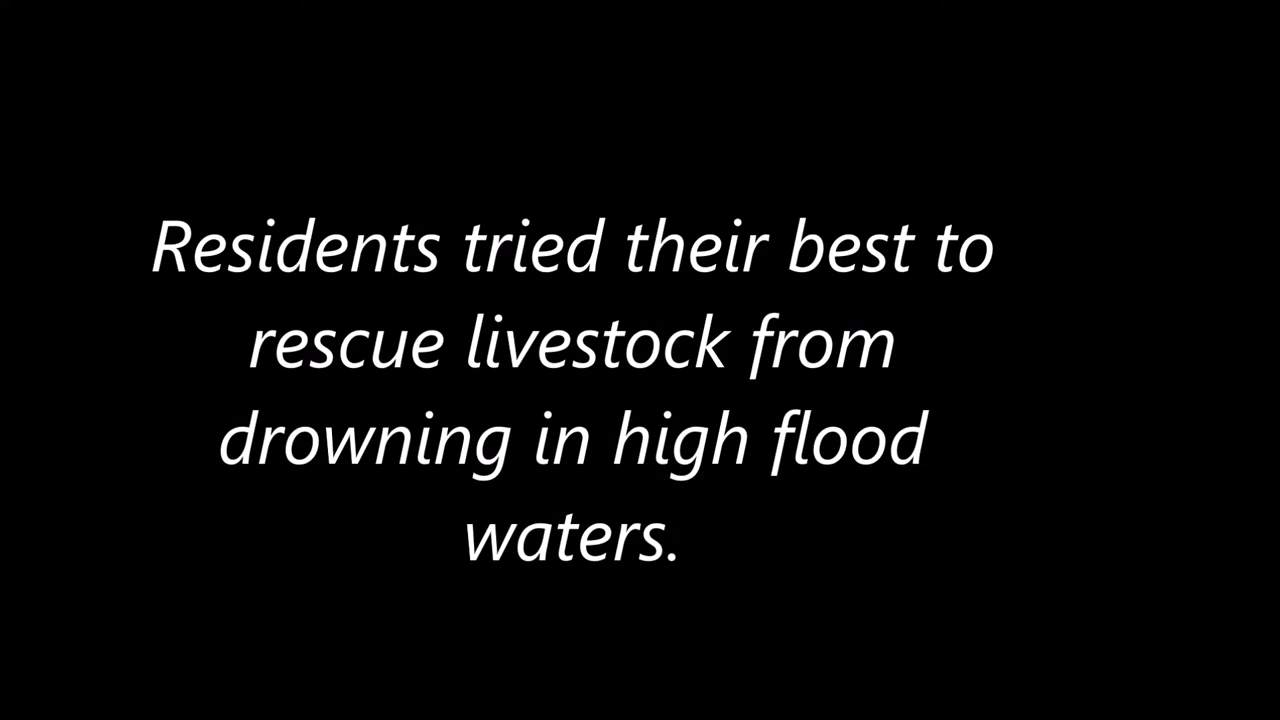 Residents tried their best to
rescue livestock from
drowning in high flood
waters.